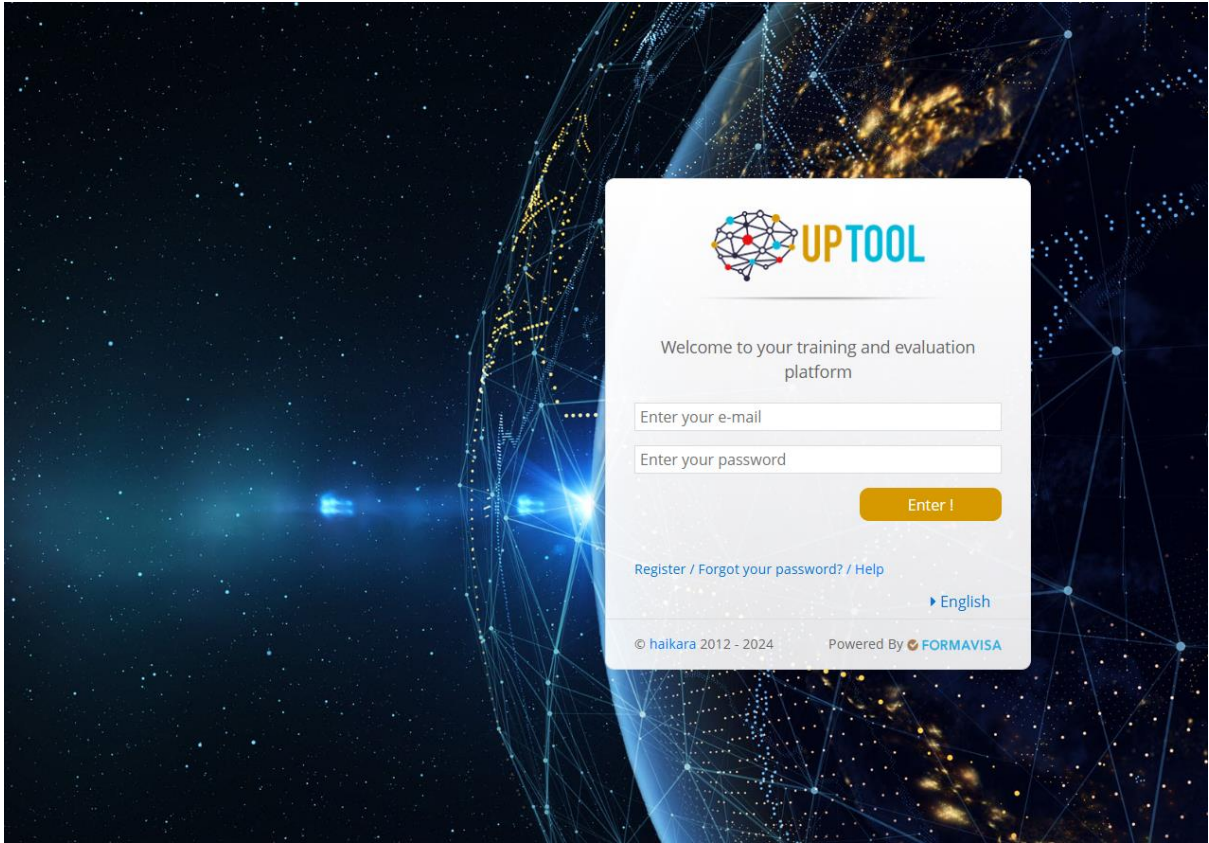 UPTOOL
Welcome to your training and evaluation
platform
Enter your e-mail
Enter your password
Enter !
Register / Forgot your password? / Help
English
© haikara 2012 - 2024 Powered By FORMAVISA